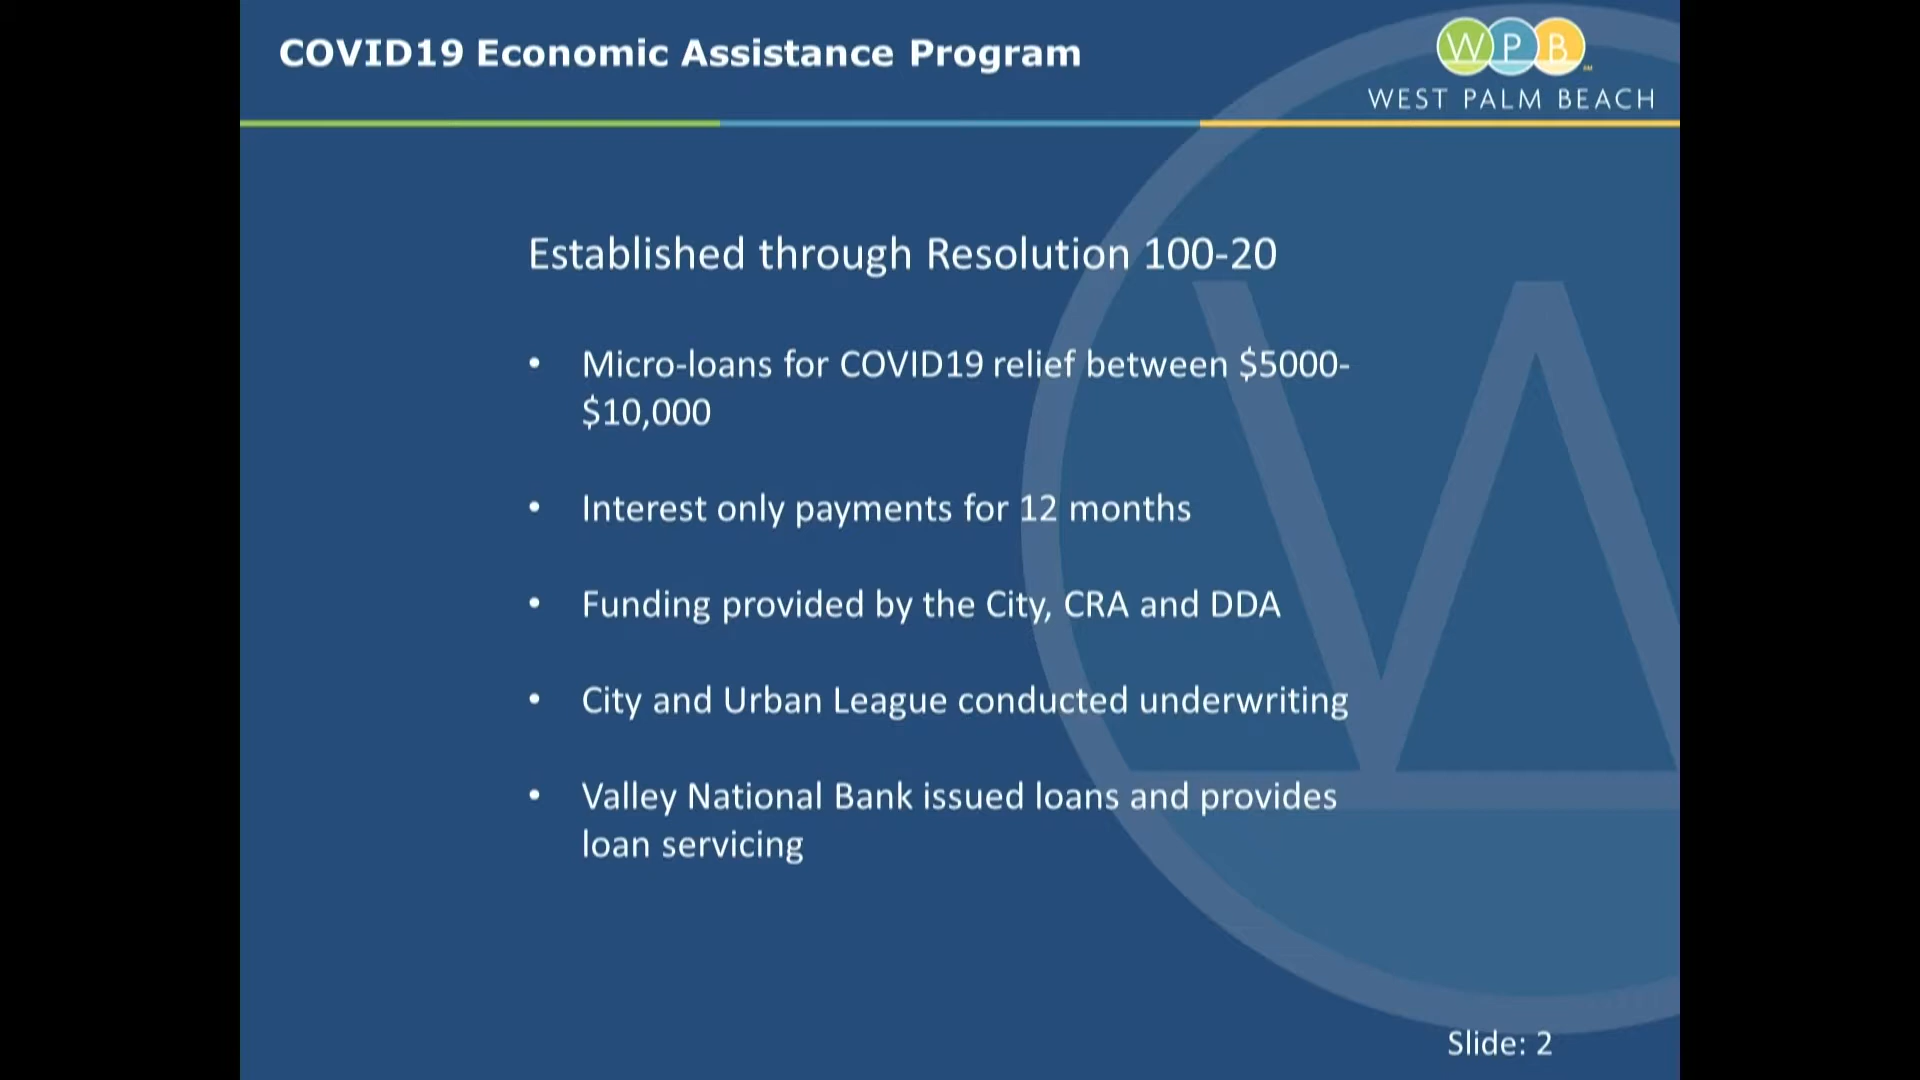 COVID19 Economic Assistance Program
WPB
SM
WEST PALM BEACH
Established through Resolution 100-20
• Micro-loans for COVID19 relief between $5000-
$10,000
• Interest only payments for 12 months
• Funding provided by the City, CRA and DDA
• City and Urban League conducted underwriting
• Valley National Bank issued loans and provides
loan servicing
Slide: 2